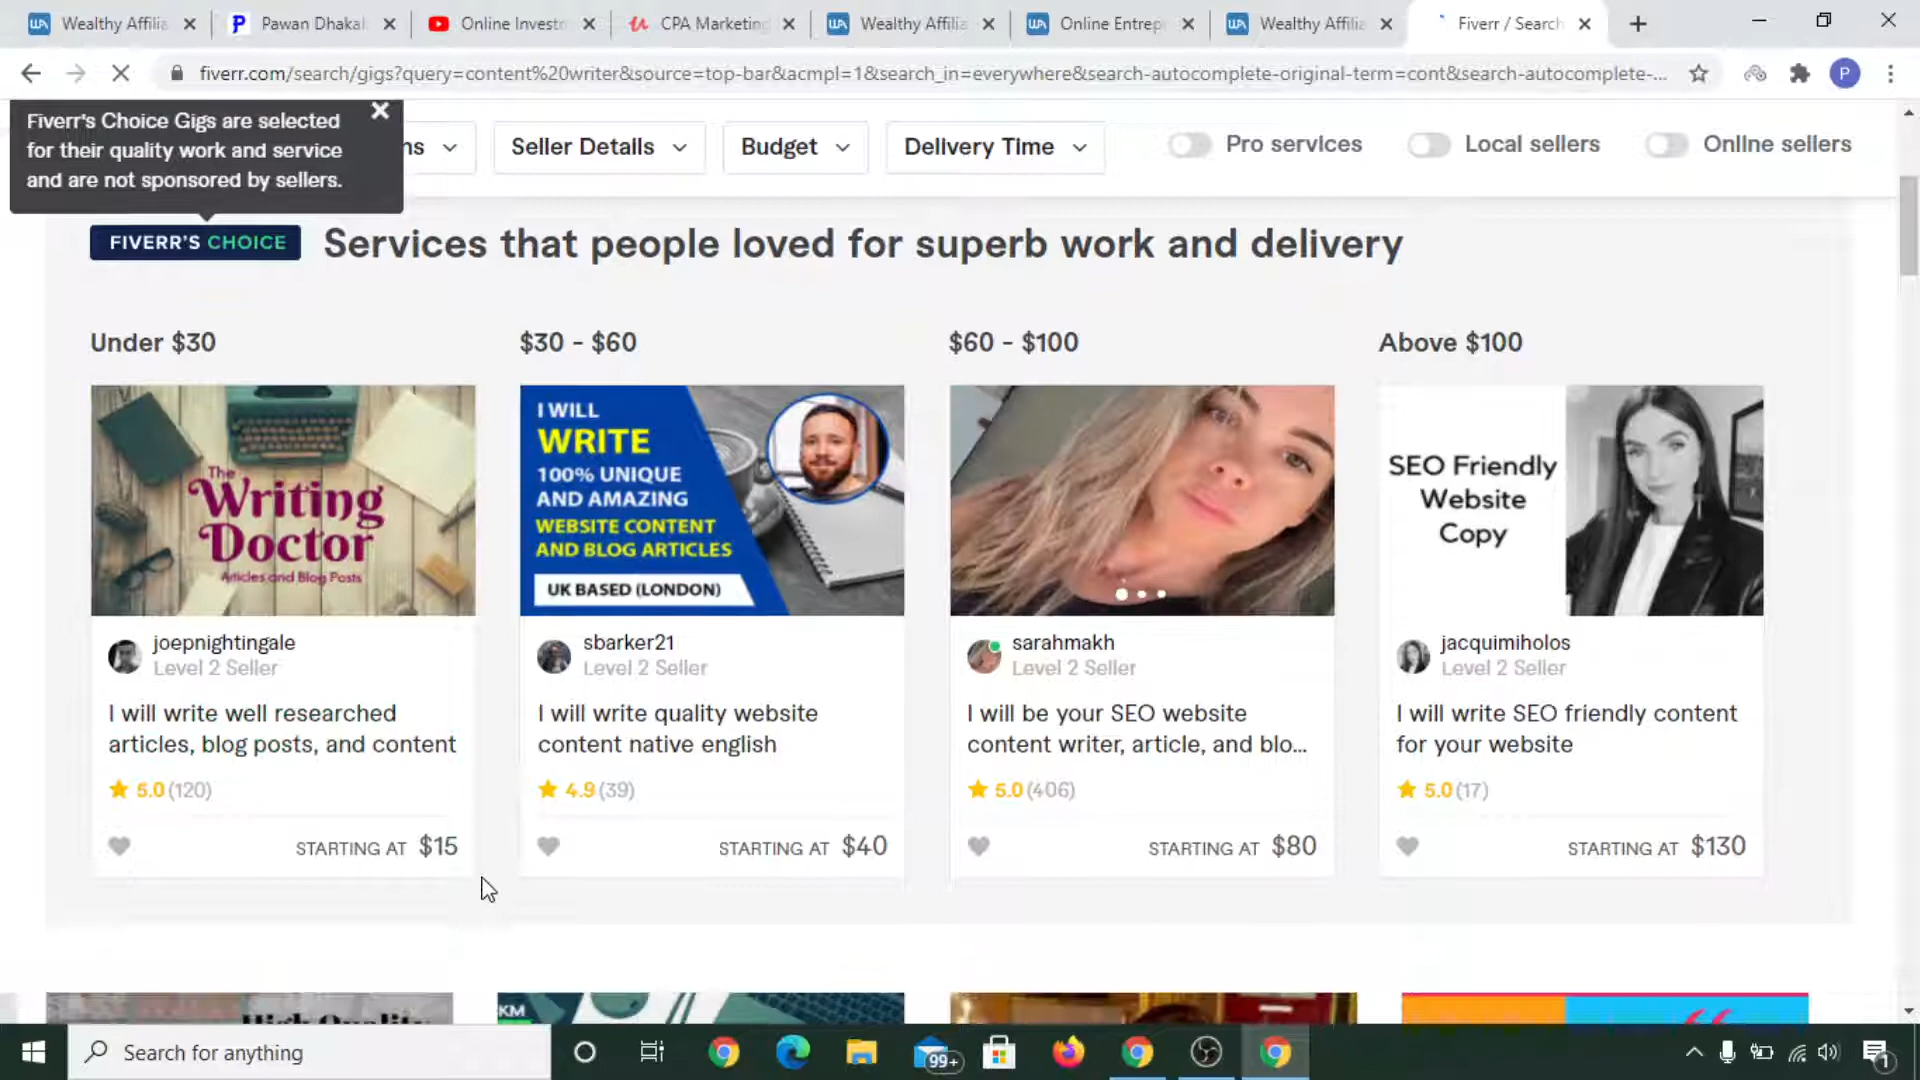 Wealthy Affilia
Pawan Dhakal
Online Invest
CPA Marketing
Wealthy Affilia
Online Entrep
Wealthy Affilia
Fiverr / Search
fiverr.com/search/gigs?query=content%20writer&source=top-bar&acmpl=1&search_in=everywhere&search-autocomplete-original-term=cont&search-autocomplete-...
P
Fiverr's Choice Gigs are selected
for their quality work and service
and are not sponsored by sellers.
ns
Seller Details
Budget
Delivery Time
Pro services
Local sellers
Online sellers
FIVERR'S CHOICE
Services that people loved for superb work and delivery
Under $30
$30 - $60
$60 - $100
Above $100
The
Writing
Doctor
Articles and Blog Posts
I WILL
WRITE
100% UNIQUE
AND AMAZING
WEBSITE CONTENT
AND BLOG ARTICLES
UK BASED (LONDON)
SEO Friendly
Website
Copy
joepnightingale
Level 2 Seller
I will write well researched
articles, blog posts, and content
5.0 (120)
STARTING AT $15
sbarker21
Level 2 Seller
I will write quality website
content native english
4.9 (39)
STARTING AT $40
sarahmakh
Level 2 Seller
I will be your SEO website
content writer, article, and blo...
5.0 (406)
STARTING AT $80
jacquimiholos
Level 2 Seller
I will write SEO friendly content
for your website
5.0 (17)
STARTING AT $130
High Quality
KM
Search for anything
99+
1